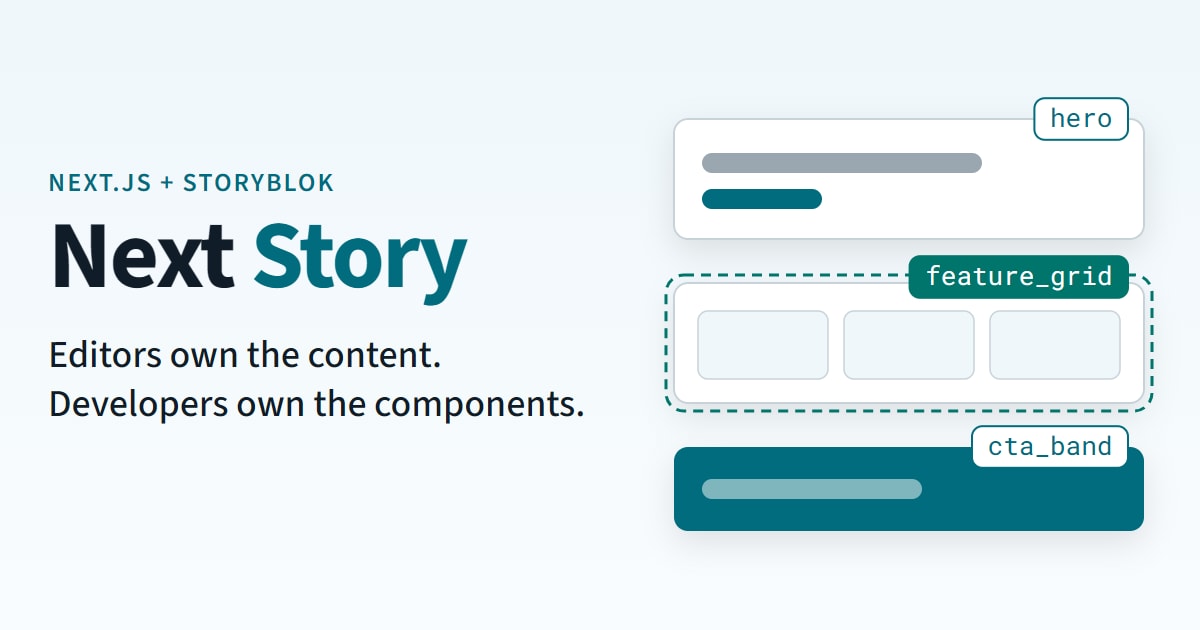 NEXT.JS + STORYBLOK
Next Story
Editors own the content.
Developers own the components.
hero
feature_grid
cta_band